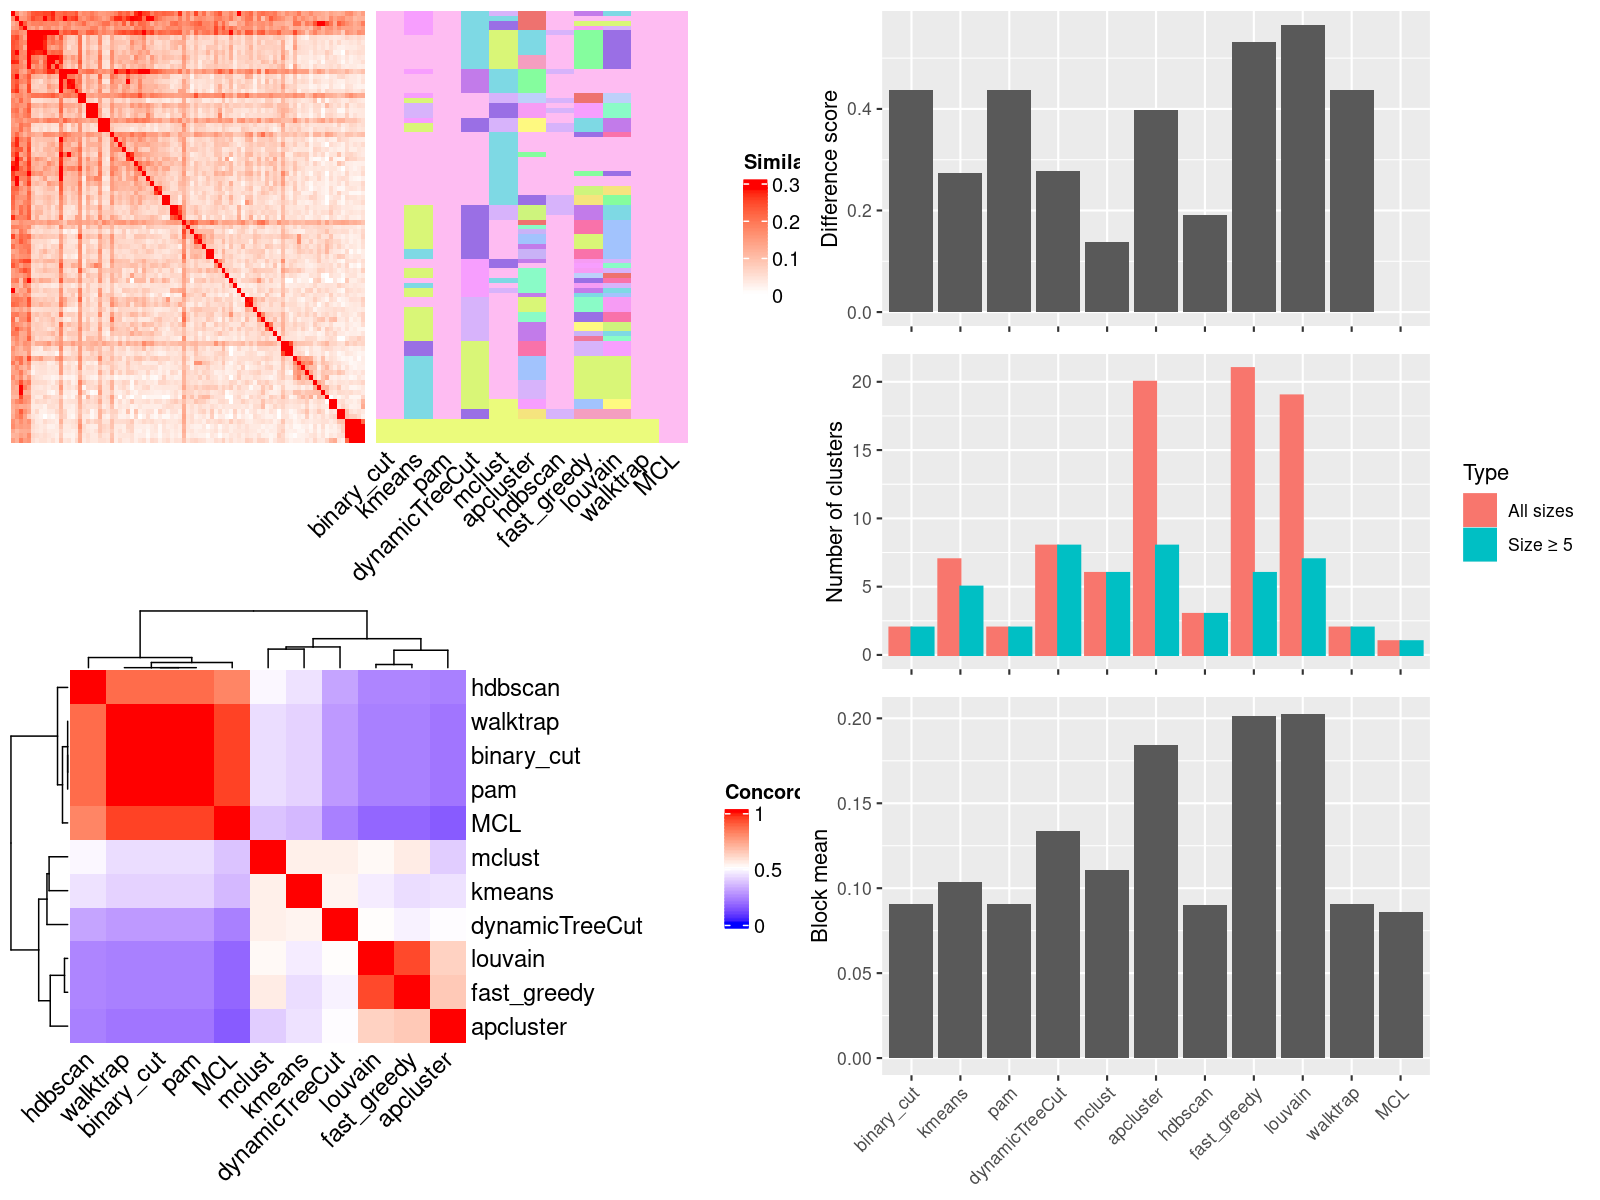 Simila
0.3
0.2
0.1
0
binary_cut
kmeans
pam
dynamicTreeCut
mclust
apcluster
hdbscan
fast_greedy
louvain
walktrap
MCL
hdbscan
walktrap
binary_cut
pam
MCL
mclust
kmeans
dynamicTreeCut
louvain
fast_greedy
apcluster
hdbscan
walktrap
binary_cut
pam
MCL
mclust
kmeans
dynamicTreeCut
louvain
fast_greedy
apcluster
Concord
1
0.5
0
Difference score
0.4
0.2
0.0
Number of clusters
20
15
10
5
0
Type
All sizes
Size ≥ 5
Block mean
0.20
0.15
0.10
0.05
0.00
binary_cut
kmeans
pam
dynamicTreeCut
mclust
apcluster
hdbscan
fast_greedy
louvain
walktrap
MCL